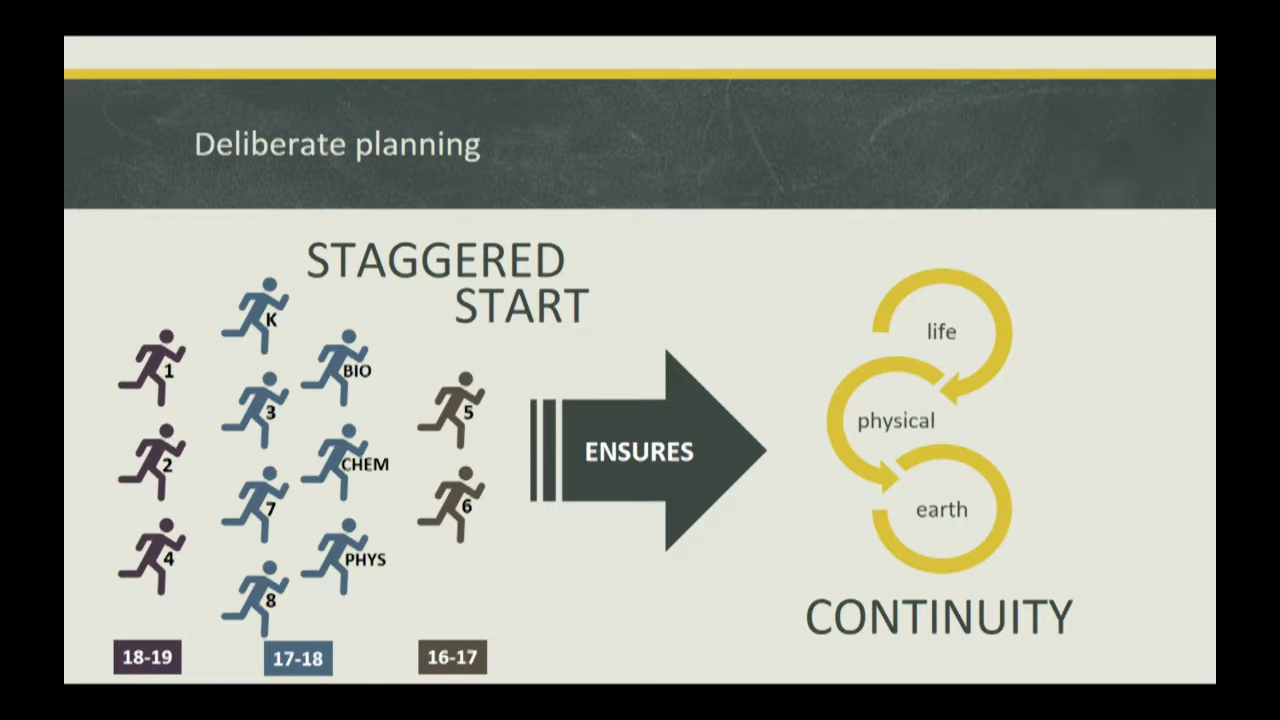 Deliberate planning
STAGGERED
START
K
1
BIO
3
5
2
CHEM
7
6
4
PHYS
8
18-19
17-18
16-17
ENSURES
life
physical
earth
CONTINUITY